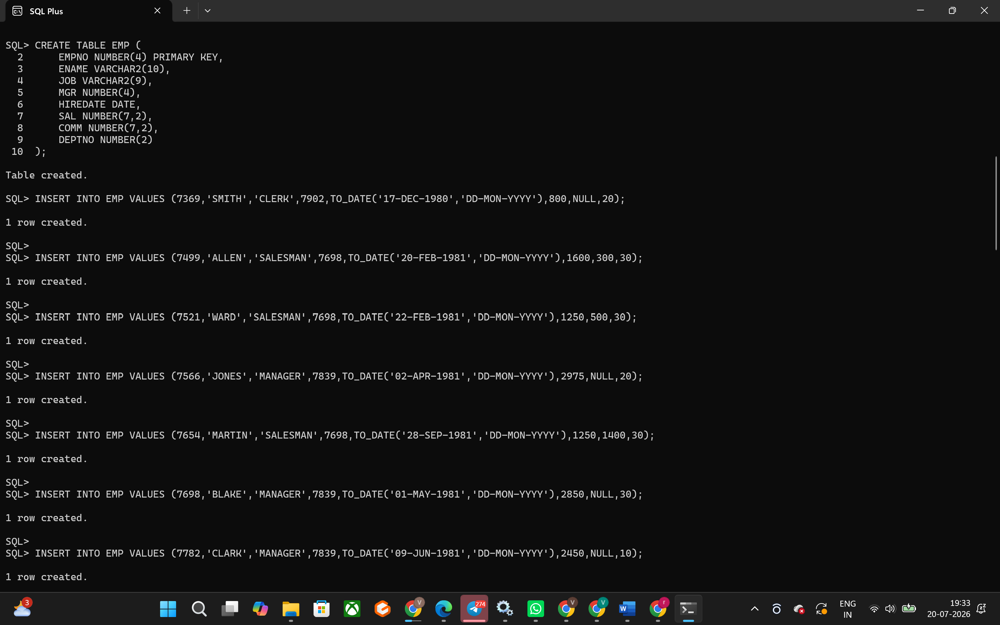 SQL Plus
SQL> CREATE TABLE EMP (
  2      EMPNO NUMBER(4) PRIMARY KEY,
  3      ENAME VARCHAR2(10),
  4      JOB VARCHAR2(9),
  5      MGR NUMBER(4),
  6      HIREDATE DATE,
  7      SAL NUMBER(7,2),
  8      COMM NUMBER(7,2),
  9      DEPTNO NUMBER(2)
 10  );
Table created.
SQL> INSERT INTO EMP VALUES (7369,'SMITH','CLERK',7902,TO_DATE('17-DEC-1980','DD-MON-YYYY'),800,NULL,20);
1 row created.
SQL>
SQL> INSERT INTO EMP VALUES (7499,'ALLEN','SALESMAN',7698,TO_DATE('20-FEB-1981','DD-MON-YYYY'),1600,300,30);
1 row created.
SQL>
SQL> INSERT INTO EMP VALUES (7521,'WARD','SALESMAN',7698,TO_DATE('22-FEB-1981','DD-MON-YYYY'),1250,500,30);
1 row created.
SQL>
SQL> INSERT INTO EMP VALUES (7566,'JONES','MANAGER',7839,TO_DATE('02-APR-1981','DD-MON-YYYY'),2975,NULL,20);
1 row created.
SQL>
SQL> INSERT INTO EMP VALUES (7654,'MARTIN','SALESMAN',7698,TO_DATE('28-SEP-1981','DD-MON-YYYY'),1250,1400,30);
1 row created.
SQL>
SQL> INSERT INTO EMP VALUES (7698,'BLAKE','MANAGER',7839,TO_DATE('01-MAY-1981','DD-MON-YYYY'),2850,NULL,30);
1 row created.
SQL>
SQL> INSERT INTO EMP VALUES (7782,'CLARK','MANAGER',7839,TO_DATE('09-JUN-1981','DD-MON-YYYY'),2450,NULL,10);
1 row created.
3
V
274
V
V
W
r
ENG
IN
19:33
20-07-2026